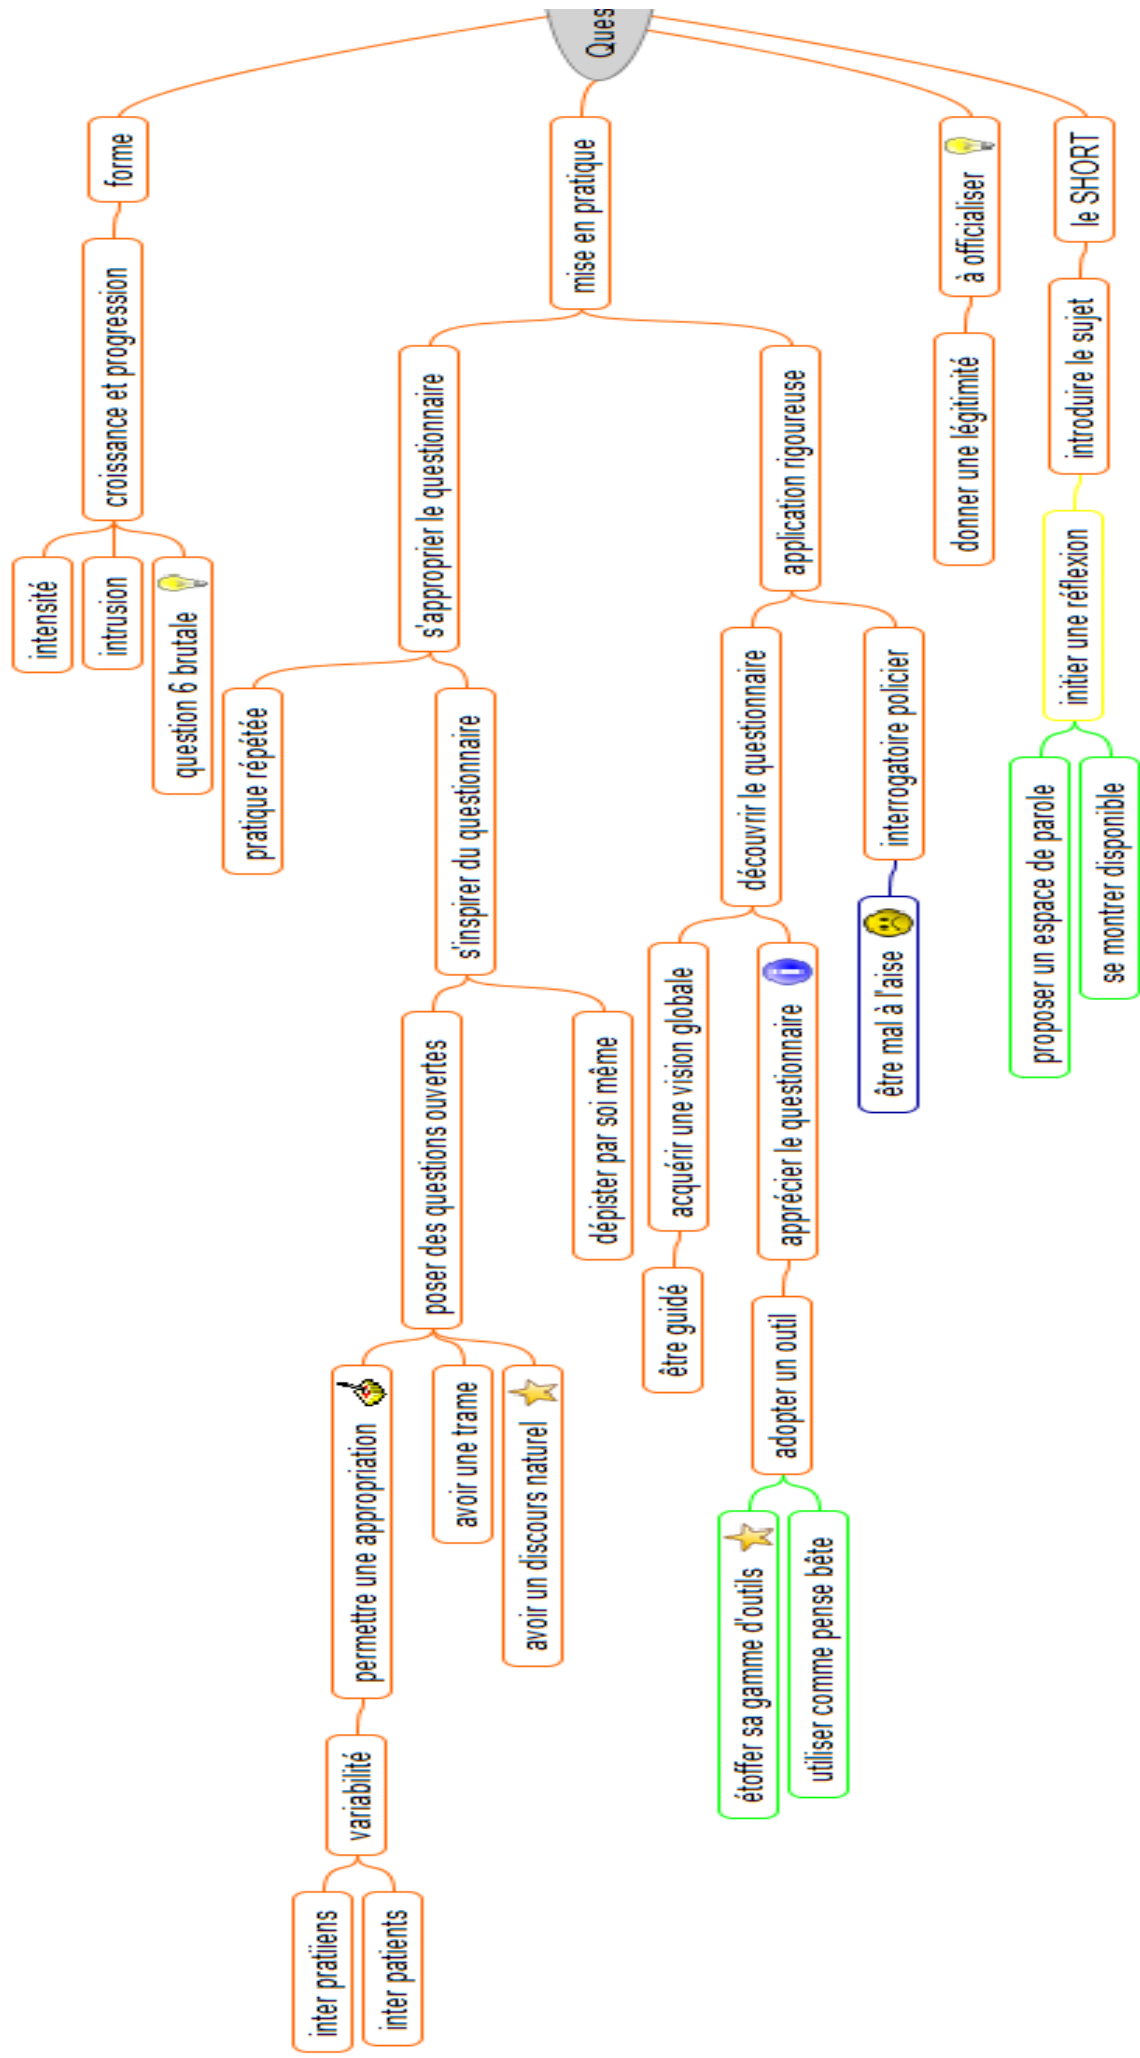 Ques
forme
croissance et progression
intensité
intrusion
question 6 brutale
mise en pratique
s'approprier le questionnaire
pratique répétée
s'inspirer du questionnaire
poser des questions ouvertes
permettre une appropriation
variabilité
inter pratiiens
inter patients
avoir une trame
avoir un discours naturel
dépister par soi même
application rigoureuse
découvrir le questionnaire
acquérir une vision globale
être guidé
apprécier le questionnaire
adopter un outil
étoffer sa gamme d'outils
utiliser comme pense bête
interrogatoire policier
être mal à l'aise
à officialiser
donner une légitimité
le SHORT
introduire le sujet
initier une réflexion
proposer un espace de parole
se montrer disponible